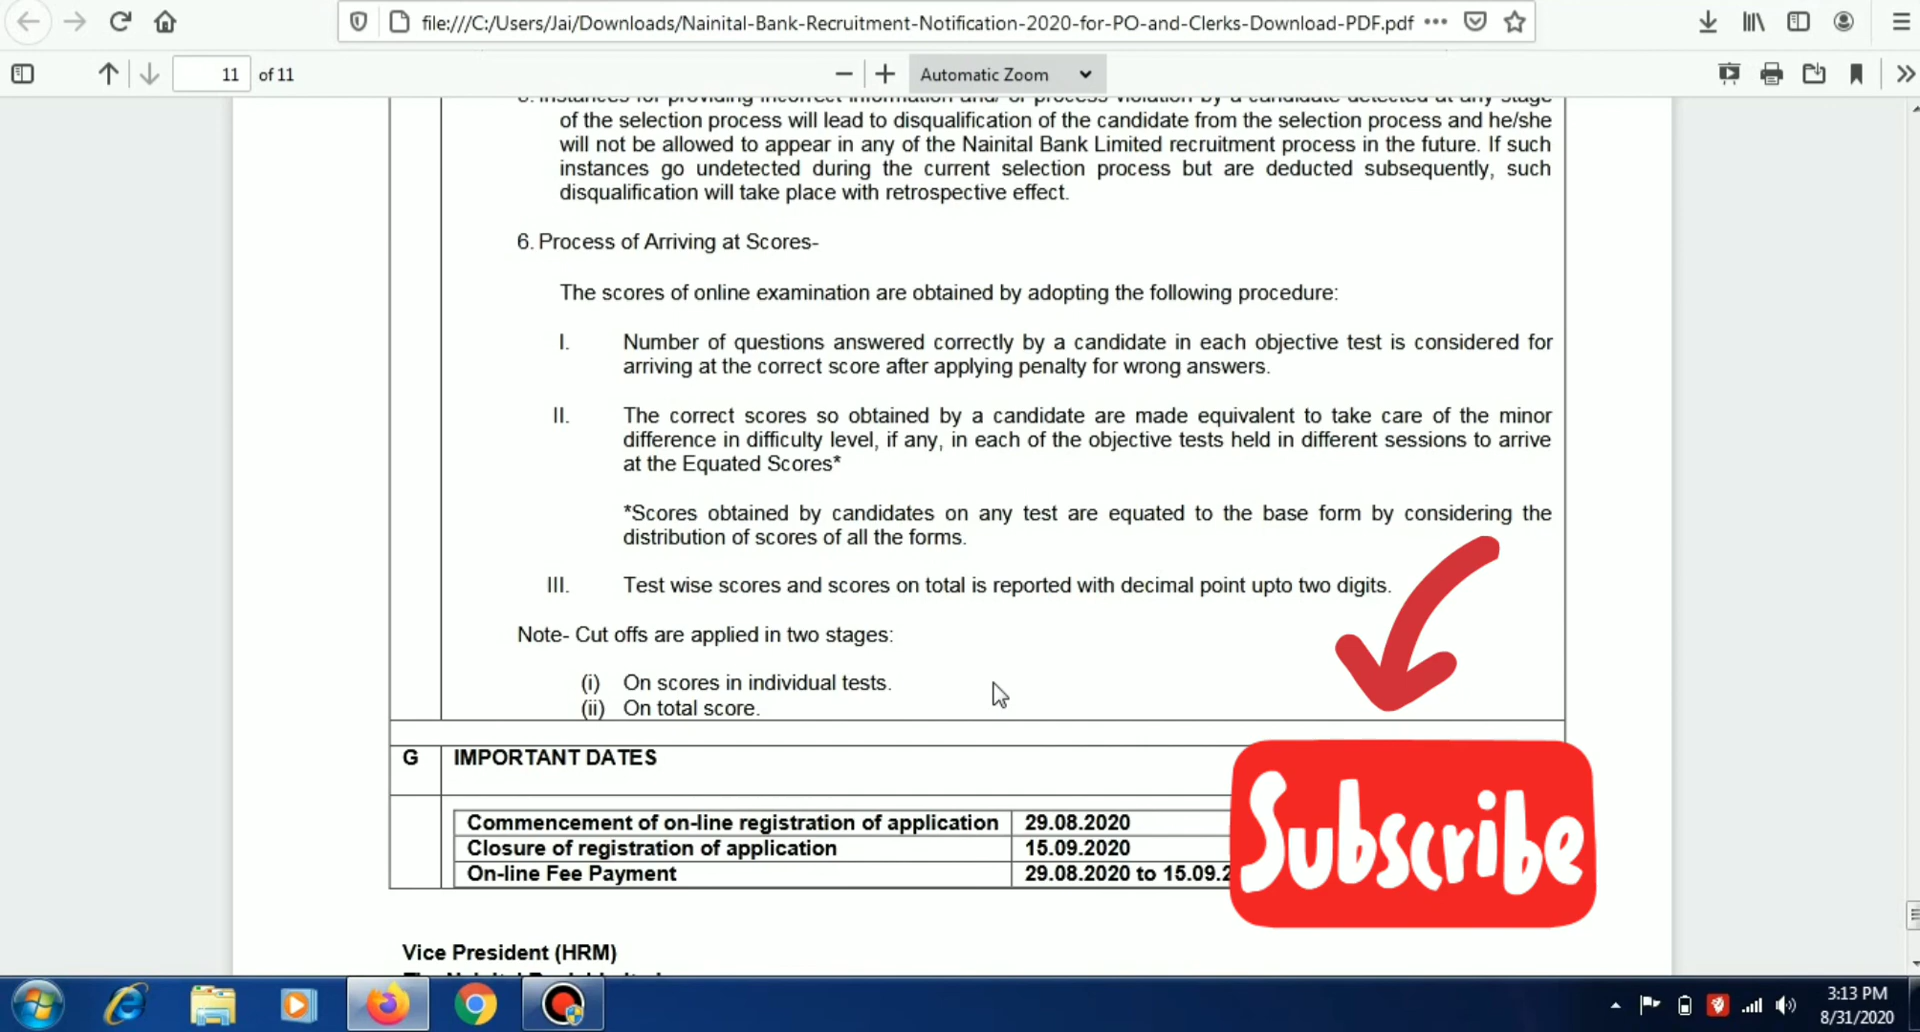 file:///C:/Users/Jai/Downloads/Nainital-Bank-Recruitment-Notification-2020-for-PO-and-Clerks-Download-PDF.pdf
11 of 11
Automatic Zoom
of the selection process will lead to disqualification of the candidate from the selection process and he/she
will not be allowed to appear in any of the Nainital Bank Limited recruitment process in the future. If such
instances go undetected during the current selection process but are deducted subsequently, such
disqualification will take place with retrospective effect.
6. Process of Arriving at Scores-
The scores of online examination are obtained by adopting the following procedure:
I. Number of questions answered correctly by a candidate in each objective test is considered for
arriving at the correct score after applying penalty for wrong answers.
II. The correct scores so obtained by a candidate are made equivalent to take care of the minor
difference in difficulty level, if any, in each of the objective tests held in different sessions to arrive
at the Equated Scores*
*Scores obtained by candidates on any test are equated to the base form by considering the
distribution of scores of all the forms.
III. Test wise scores and scores on total is reported with decimal point upto two digits.
Note- Cut offs are applied in two stages:
(i) On scores in individual tests.
(ii) On total score.
G IMPORTANT DATES
Commencement of on-line registration of application 29.08.2020
Closure of registration of application 15.09.2020
On-line Fee Payment 29.08.2020 to 15.09.2
Subscribe
Vice President (HRM)
3:13 PM
8/31/2020